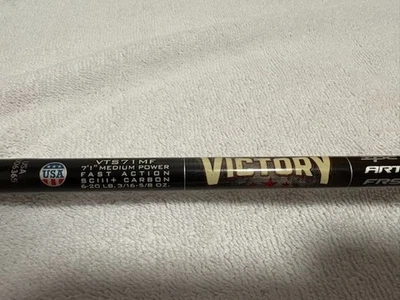 USA
VTS71MF
7'1" MEDIUM POWER
FAST ACTION
SCIII+ CARBON
6-20 LB. 3/16-5/8 OZ.
VICTORY